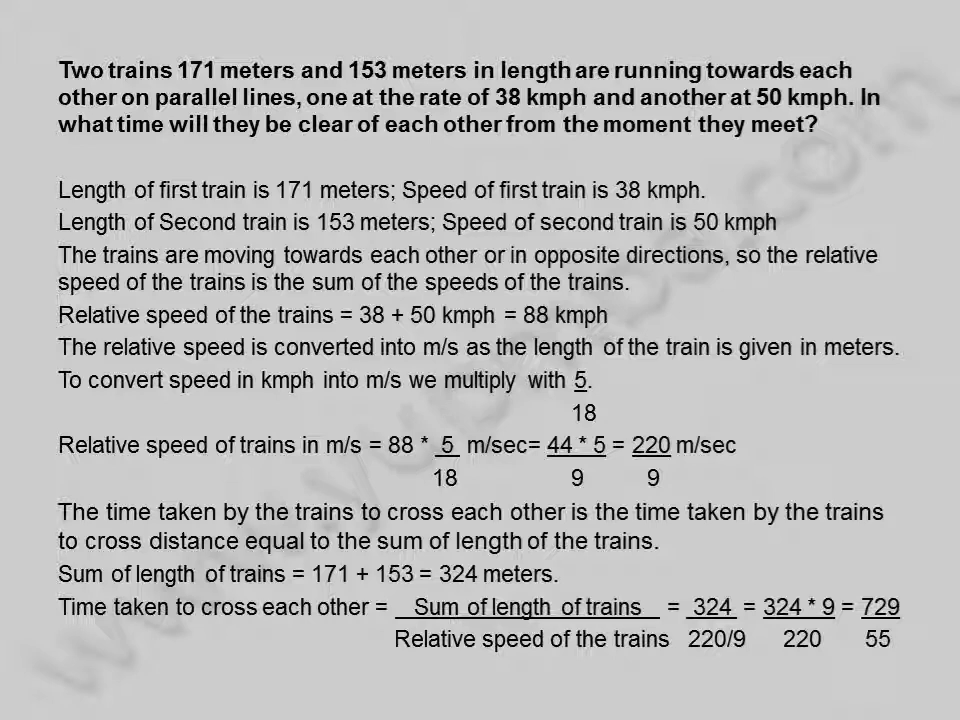 Two trains 171 meters and 153 meters in length are running towards each
other on parallel lines, one at the rate of 38 kmph and another at 50 kmph. In
what time will they be clear of each other from the moment they meet?
Length of first train is 171 meters; Speed of first train is 38 kmph.
Length of Second train is 153 meters; Speed of second train is 50 kmph
The trains are moving towards each other or in opposite directions, so the relative
speed of the trains is the sum of the speeds of the trains.
Relative speed of the trains = 38 + 50 kmph = 88 kmph
The relative speed is converted into m/s as the length of the train is given in meters.
To convert speed in kmph into m/s we multiply with 5.
18
Relative speed of trains in m/s = 88 * 5 m/sec= 44 * 5 = 220 m/sec
18 9 9
The time taken by the trains to cross each other is the time taken by the trains
to cross distance equal to the sum of length of the trains.
Sum of length of trains = 171 + 153 = 324 meters.
Time taken to cross each other = Sum of length of trains = 324 = 324 * 9 = 729
Relative speed of the trains 220/9 220 55